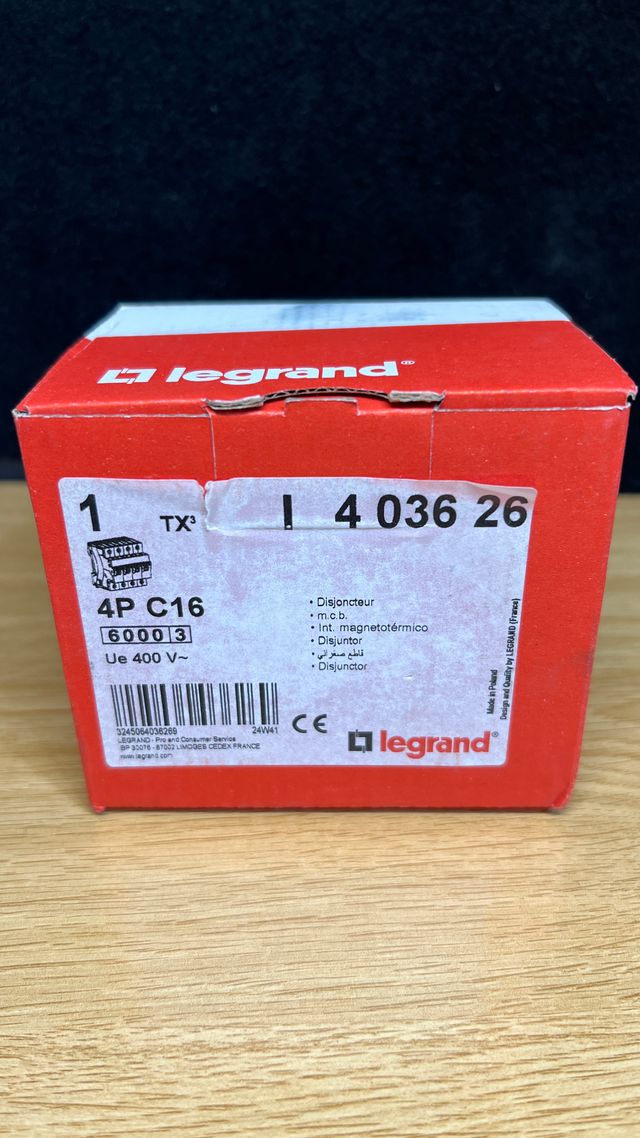 legrand®
1 TX³ I 4 036 26
4P C16
6000 3
Ue 400 V~
• Disjoncteur
• m.c.b.
• Int. magnetotérmico
• Disjuntor
• قاطع صغرائي
• Disjunctor
3245064036269 24W41
LEGRAND - Pro and Consumer Service
BP 30076 - 87002 LIMOGES CEDEX FRANCE
www.legrand.com
CE
legrand®
Made in Poland
Design and Quality by LEGRAND (France)